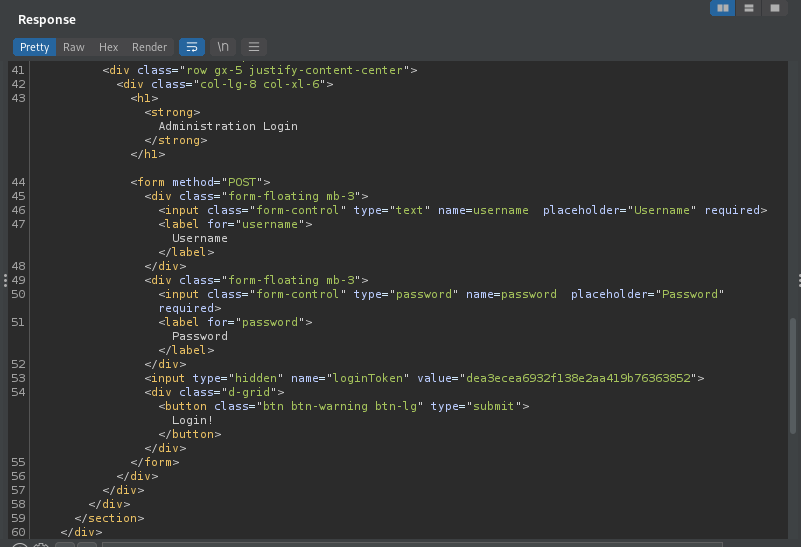 Response
Pretty Raw Hex Render \n
41 <div class="row gx-5 justify-content-center">
42 <div class="col-lg-8 col-xl-6">
43 <h1>
<strong>
Administration Login
</strong>
</h1>
44 <form method="POST">
45 <div class="form-floating mb-3">
46 <input class="form-control" type="text" name=username  placeholder="Username" required>
47 <label for="username">
Username
</label>
48 </div>
49 <div class="form-floating mb-3">
50 <input class="form-control" type="password" name=password  placeholder="Password"
required>
51 <label for="password">
Password
</label>
52 </div>
53 <input type="hidden" name="loginToken" value="dea3ecea6932f138e2aa419b76363852">
54 <div class="d-grid">
<button class="btn btn-warning btn-lg" type="submit">
Login!
</button>
</div>
55 </form>
56 </div>
57 </div>
58 </div>
59 </section>
60 </div>